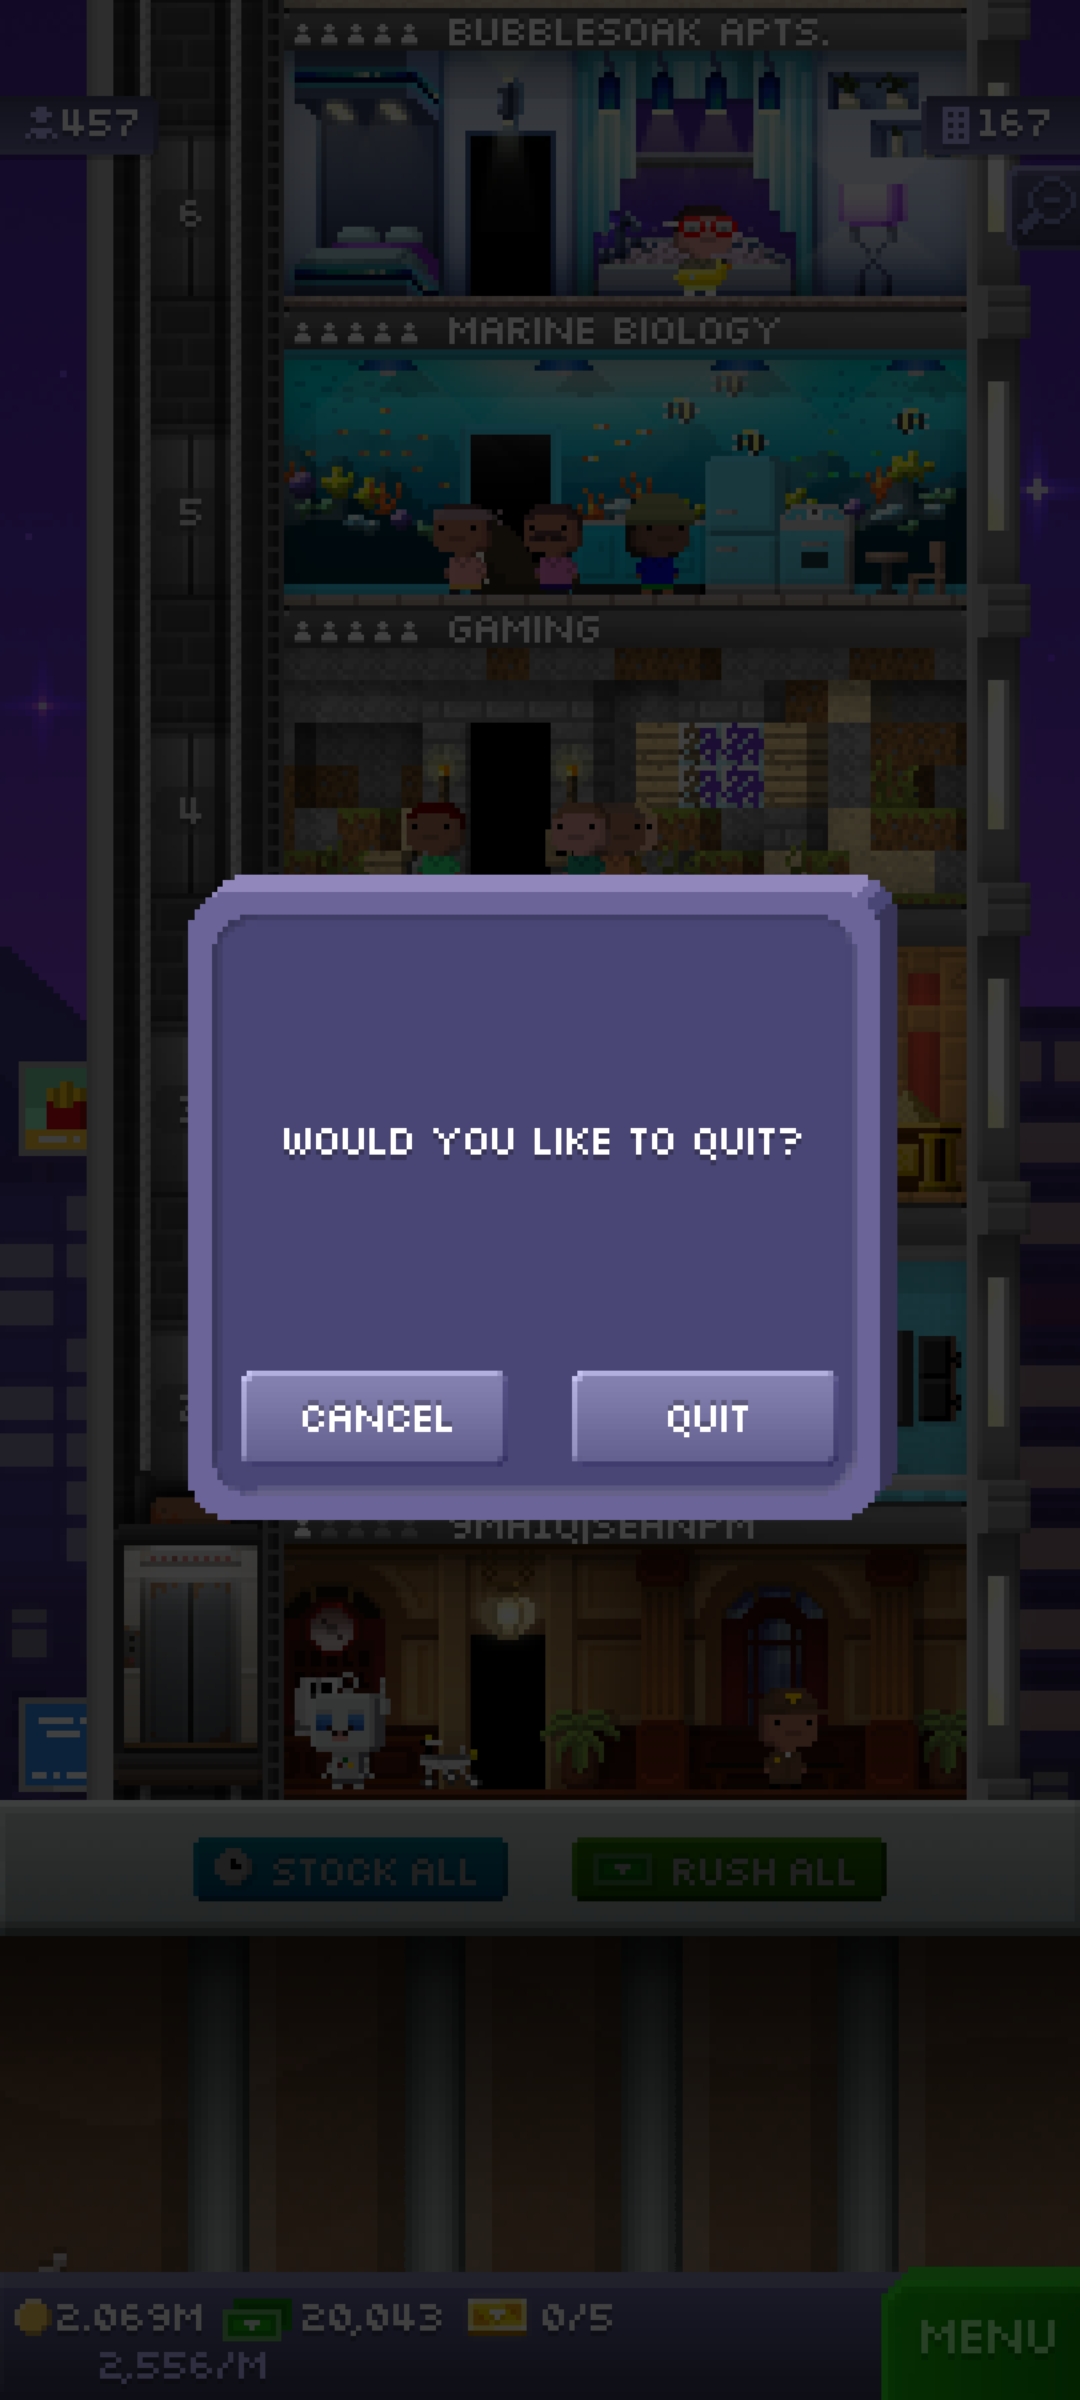 BUBBLESOAK APTS.
457
167
6
MARINE BIOLOGY
5
GAMING
4
WOULD YOU LIKE TO QUIT?
CANCEL
QUIT
STOCK ALL
RUSH ALL
2.069M
20,043
0/5
2,556/M
MENU